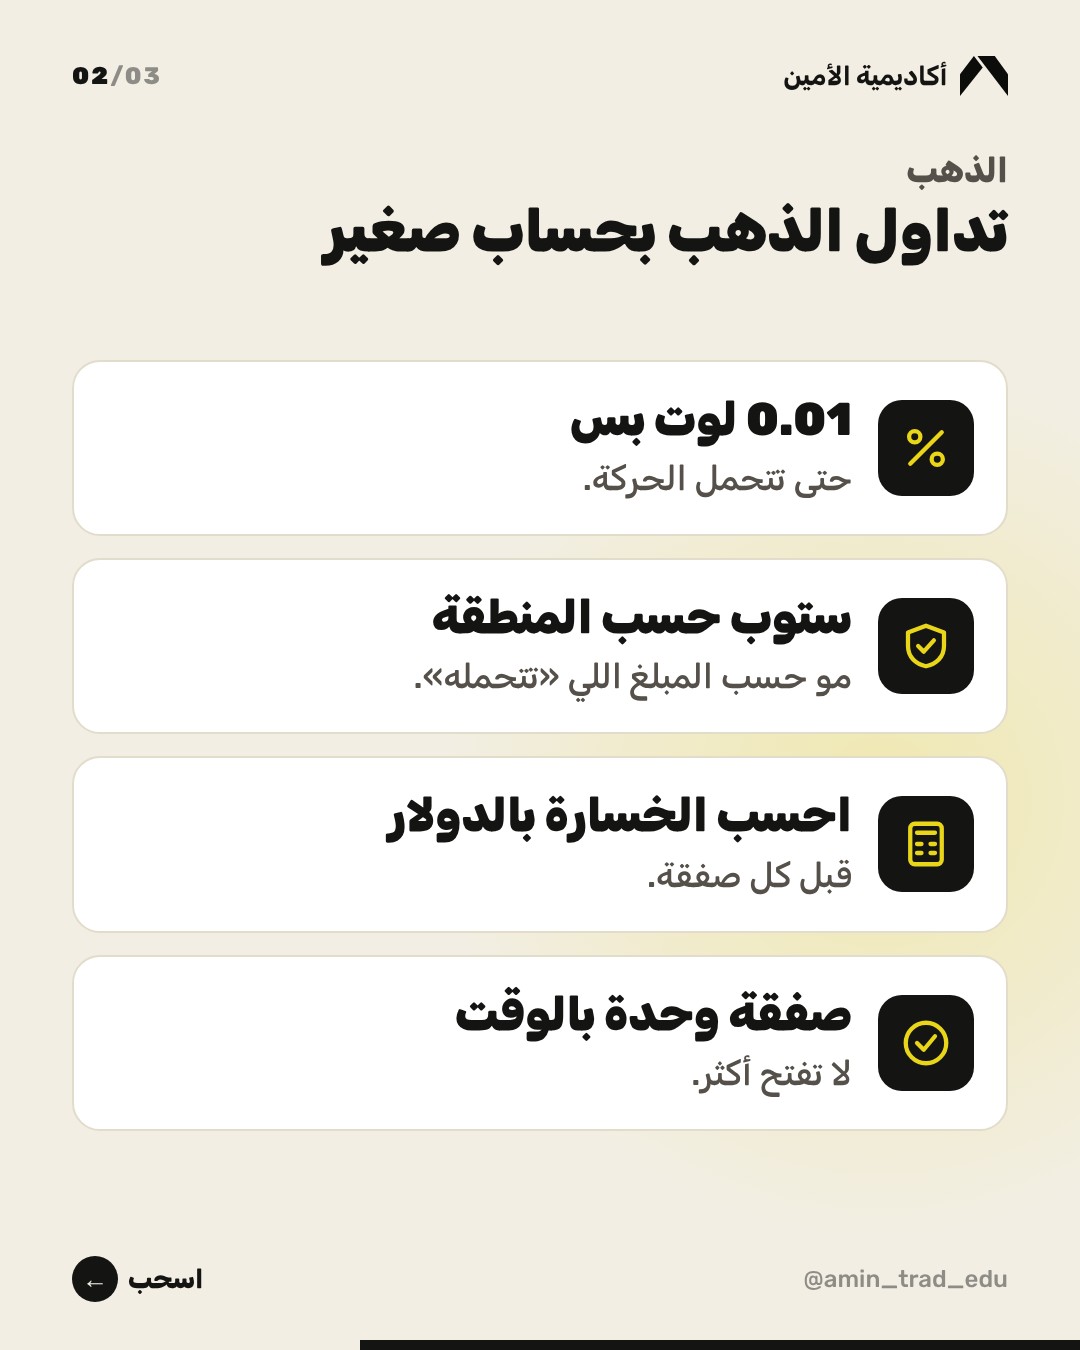 أكاديمية الأمين
02/03
الذهب
تداول الذهب بحساب صغير
0.01 لوت بس
حتى تتحمل الحركة.
ستوب حسب المنطقة
مو حسب المبلغ اللي «تتحمله».
احسب الخسارة بالدولار
قبل كل صفقة.
صفقة وحدة بالوقت
لا تفتح أكثر.
@amin_trad_edu
اسحب ←